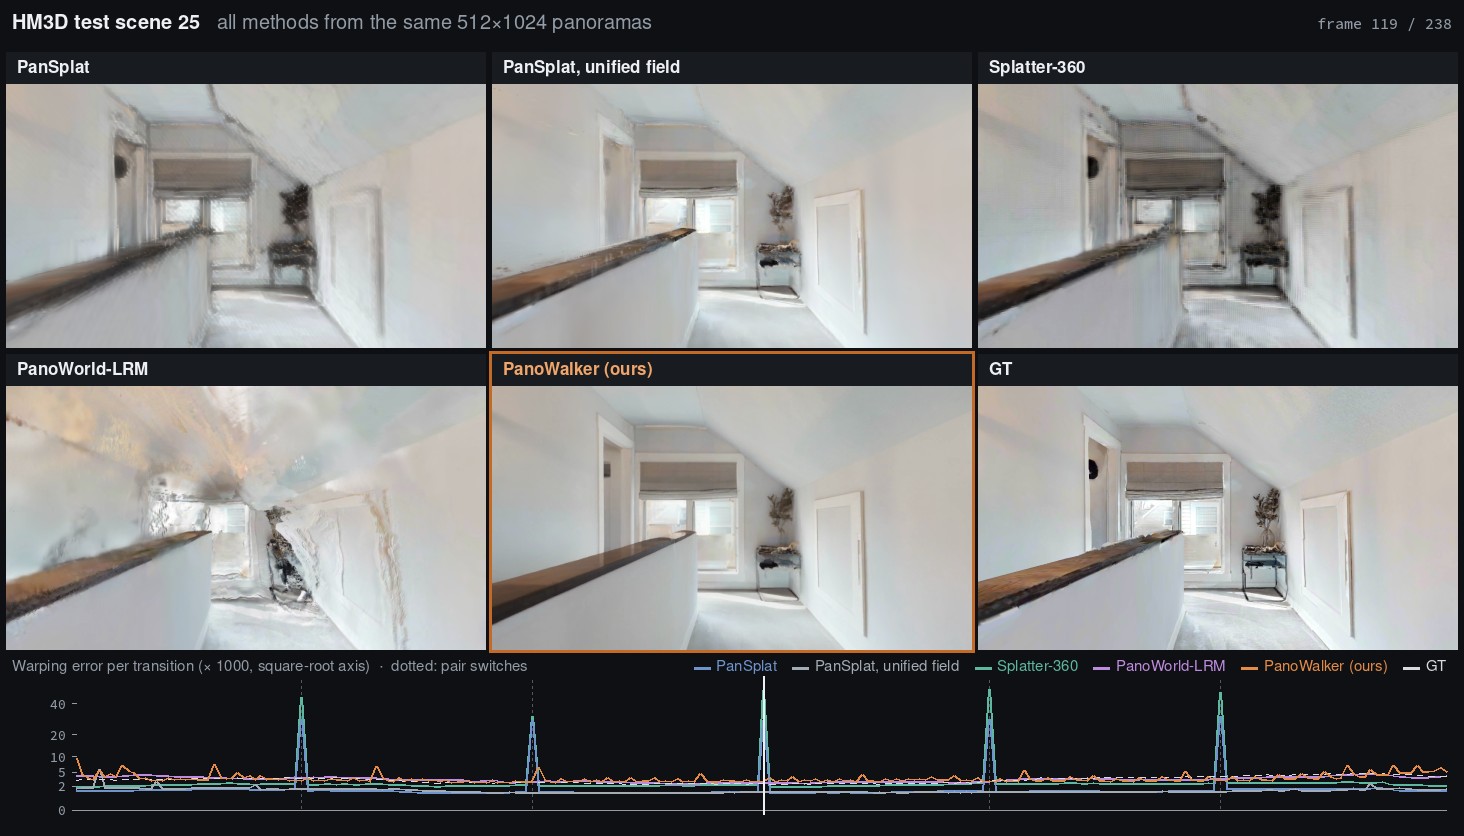 HM3D test scene 25 all methods from the same 512×1024 panoramas frame 119 / 238
PanSplat
PanSplat, unified field
Splatter-360
PanoWorld-LRM
PanoWalker (ours)
GT
Warping error per transition (× 1000, square-root axis) · dotted: pair switches
PanSplat
PanSplat, unified field
Splatter-360
PanoWorld-LRM
PanoWalker (ours)
GT
40
20
10
5
2
0